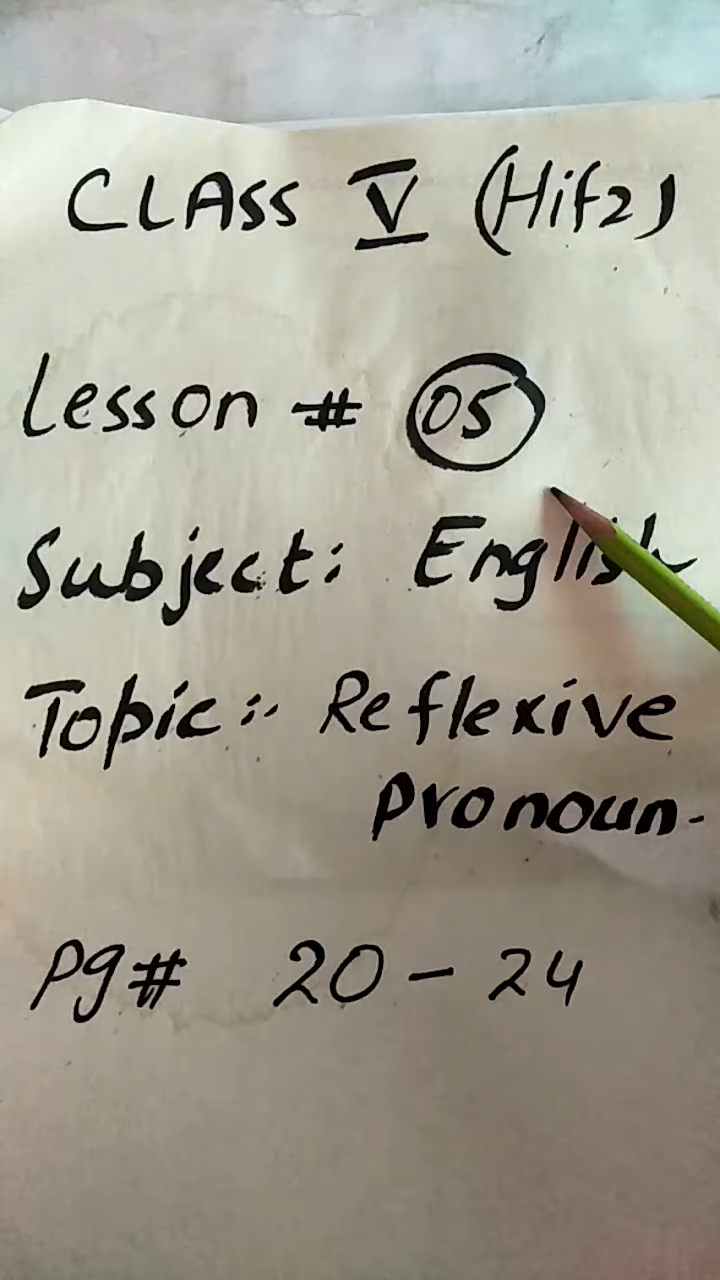 CLASS V (Hifz)
Lesson # 05
Subject: English
Topic:- Reflexive
Pronoun-
Pg# 20 - 24